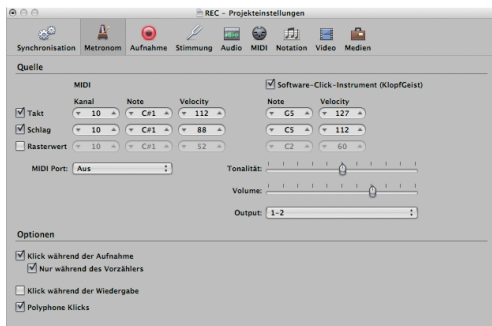 REC – Projekteinstellungen
Synchronisation Metronom Aufnahme Stimmung Audio MIDI Notation Video Medien
Quelle
MIDI
Software-Click-Instrument (KlopfGeist)
Kanal Note Velocity Note Velocity
Takt 10 C#1 112 G5 127
Schlag 10 C#1 88 C5 112
Rasterwert 10 C#1 52 C2 60
MIDI Port: Aus Tonalität:
Volume:
Output: 1-2
Optionen
Klick während der Aufnahme
Nur während des Vorzählers
Klick während der Wiedergabe
Polyphone Klicks